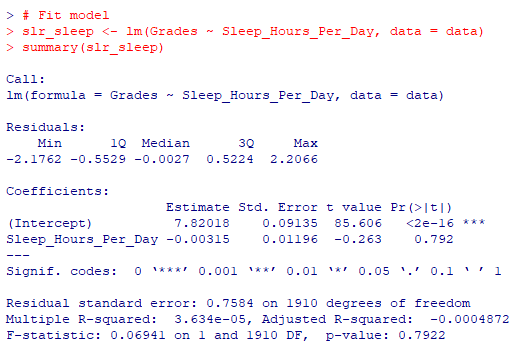 > # Fit model
> slr_sleep <- lm(Grades ~ Sleep_Hours_Per_Day, data = data)
> summary(slr_sleep)

Call:
lm(formula = Grades ~ Sleep_Hours_Per_Day, data = data)

Residuals:
    Min      1Q  Median      3Q     Max
-2.1762 -0.5529 -0.0027  0.5224  2.2066

Coefficients:
                    Estimate Std. Error t value Pr(>|t|)
(Intercept)          7.82018    0.09135  85.606   <2e-16 ***
Sleep_Hours_Per_Day -0.00315    0.01196  -0.263    0.792
---
Signif. codes:  0 ‘***’ 0.001 ‘**’ 0.01 ‘*’ 0.05 ‘.’ 0.1 ‘ ’ 1

Residual standard error: 0.7584 on 1910 degrees of freedom
Multiple R-squared:  3.634e-05, Adjusted R-squared:  -0.0004872
F-statistic: 0.06941 on 1 and 1910 DF,  p-value: 0.7922